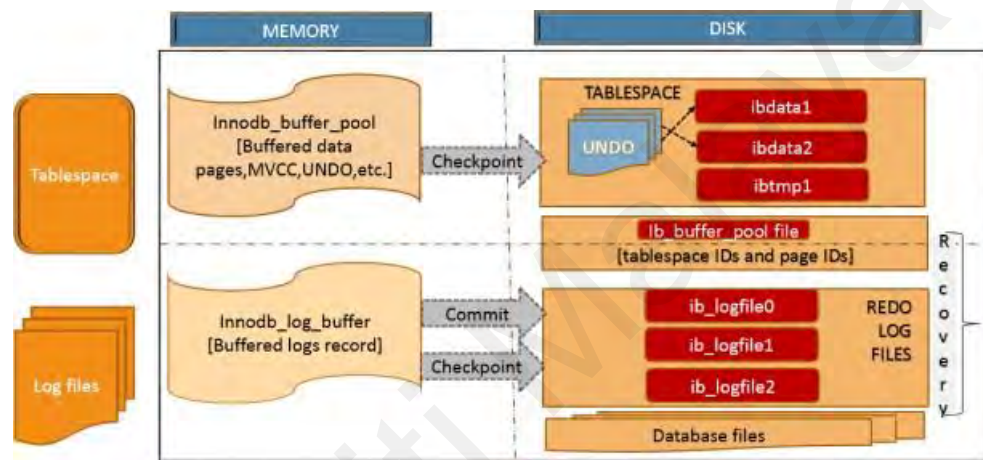 MEMORY
DISK
Tablespace
Innodb_buffer_pool
[Buffered data
pages,MVCC,UNDO,etc.]
Checkpoint
TABLESPACE
UNDO
ibdata1
ibdata2
ibtmp1
Ib_buffer_pool file
[tablespace IDs and page IDs]
Log files
Innodb_log_buffer
[Buffered logs record]
Commit
Checkpoint
ib_logfile0
ib_logfile1
ib_logfile2
REDO
LOG
FILES
Database files
Recovery